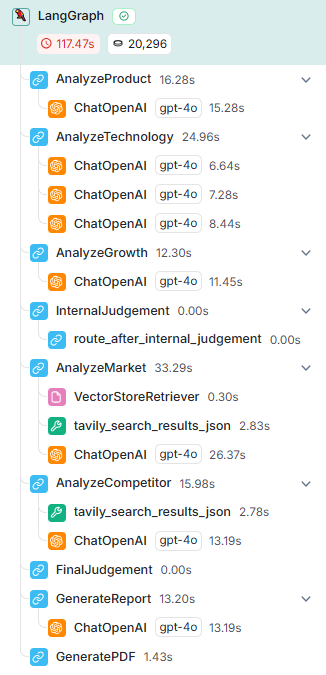 LangGraph
117.47s 20,296
AnalyzeProduct 16.28s
ChatOpenAI gpt-4o 15.28s
AnalyzeTechnology 24.96s
ChatOpenAI gpt-4o 6.64s
ChatOpenAI gpt-4o 7.28s
ChatOpenAI gpt-4o 8.44s
AnalyzeGrowth 12.30s
ChatOpenAI gpt-4o 11.45s
InternalJudgement 0.00s
route_after_internal_judgement 0.00s
AnalyzeMarket 33.29s
VectorStoreRetriever 0.30s
tavily_search_results_json 2.83s
ChatOpenAI gpt-4o 26.37s
AnalyzeCompetitor 15.98s
tavily_search_results_json 2.78s
ChatOpenAI gpt-4o 13.19s
FinalJudgement 0.00s
GenerateReport 13.20s
ChatOpenAI gpt-4o 13.19s
GeneratePDF 1.43s